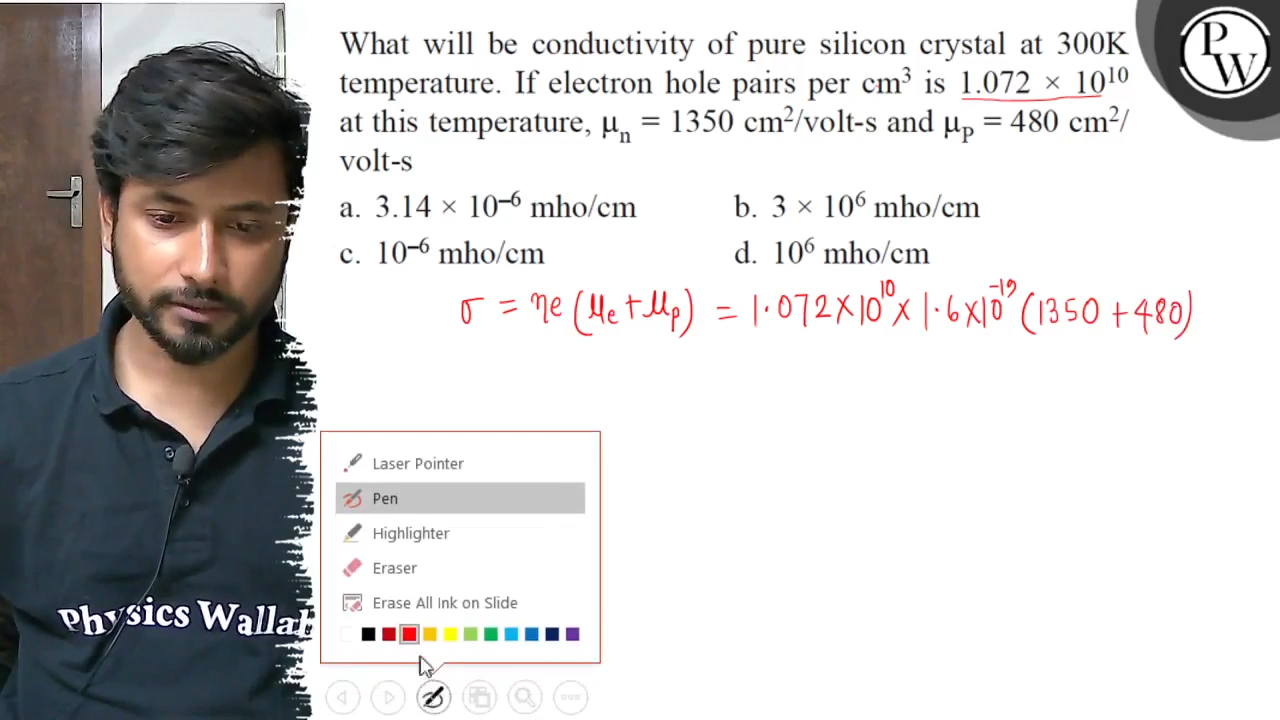 What will be conductivity of pure silicon crystal at 300K
temperature. If electron hole pairs per cm³ is 1.072 × 10¹⁰
at this temperature, μₙ = 1350 cm²/volt-s and μ_P = 480 cm²/
volt-s
a. 3.14 × 10⁻⁶ mho/cm
b. 3 × 10⁶ mho/cm
c. 10⁻⁶ mho/cm
d. 10⁶ mho/cm
σ = ηe (μe + μp) = 1.072×10¹⁰ × 1.6×10⁻¹⁹ (1350 + 480)
Laser Pointer
Pen
Highlighter
Eraser
Erase All Ink on Slide
Physics Wallah
P
W